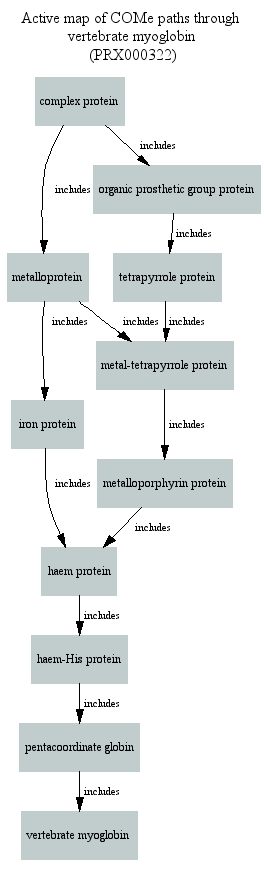 Active map of COMe paths through
vertebrate myoglobin
(PRX000322)
complex protein
includes
includes
organic prosthetic group protein
includes
metalloprotein
tetrapyrrole protein
includes
includes
includes
metal-tetrapyrrole protein
iron protein
includes
includes
metalloporphyrin protein
includes
haem protein
includes
haem-His protein
includes
pentacoordinate globin
includes
vertebrate myoglobin